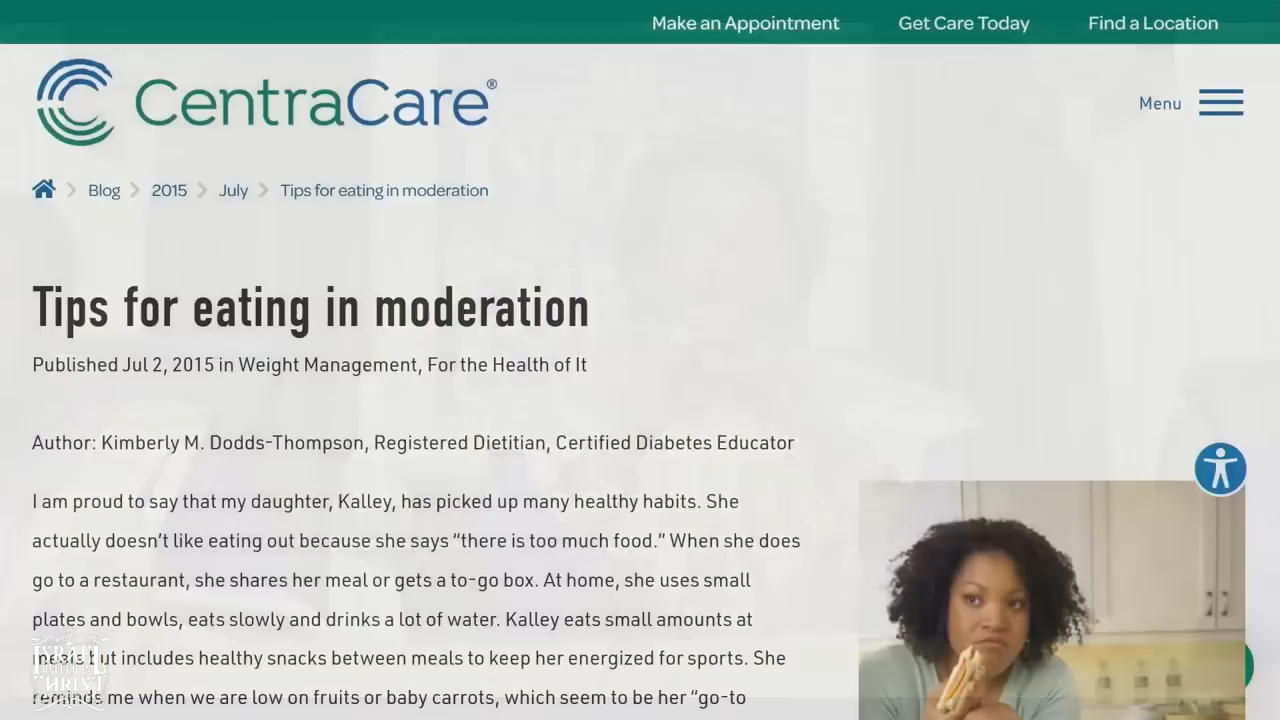 Make an Appointment Get Care Today Find a Location
CentraCare®
Menu
Blog 2015 July Tips for eating in moderation
Tips for eating in moderation
Published Jul 2, 2015 in Weight Management, For the Health of It
Author: Kimberly M. Dodds-Thompson, Registered Dietitian, Certified Diabetes Educator
I am proud to say that my daughter, Kalley, has picked up many healthy habits. She
actually doesn’t like eating out because she says “there is too much food.” When she does
go to a restaurant, she shares her meal or gets a to-go box. At home, she uses small
plates and bowls, eats slowly and drinks a lot of water. Kalley eats small amounts at
meals but includes healthy snacks between meals to keep her energized for sports. She
reminds me when we are low on fruits or baby carrots, which seem to be her “go-to
ISRAEL
UNITED IN
CHRIST